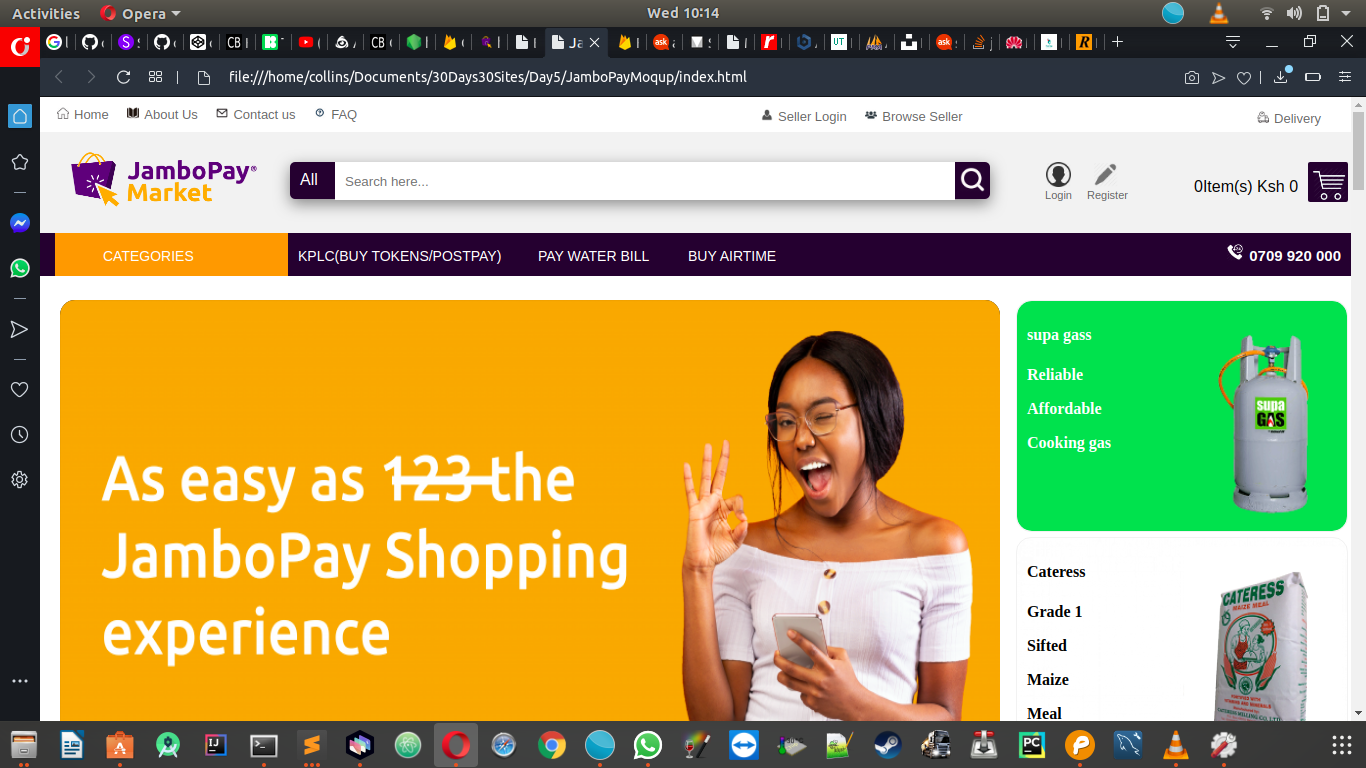 Activities
Opera
Wed 10:14
file:///home/collins/Documents/30Days30Sites/Day5/JamboPayMoqup/index.html
Home
About Us
Contact us
FAQ
Seller Login
Browse Seller
Delivery
JamboPay
Market
All
Search here...
Login
Register
0Item(s) Ksh 0
CATEGORIES
KPLC(BUY TOKENS/POSTPAY)
PAY WATER BILL
BUY AIRTIME
0709 920 000
As easy as 123 the
JamboPay Shopping
experience
supa gass
Reliable
Affordable
Cooking gas
supa
GAS
Cateress
Grade 1
Sifted
Maize
Meal
CATERESS
MAIZE MEAL